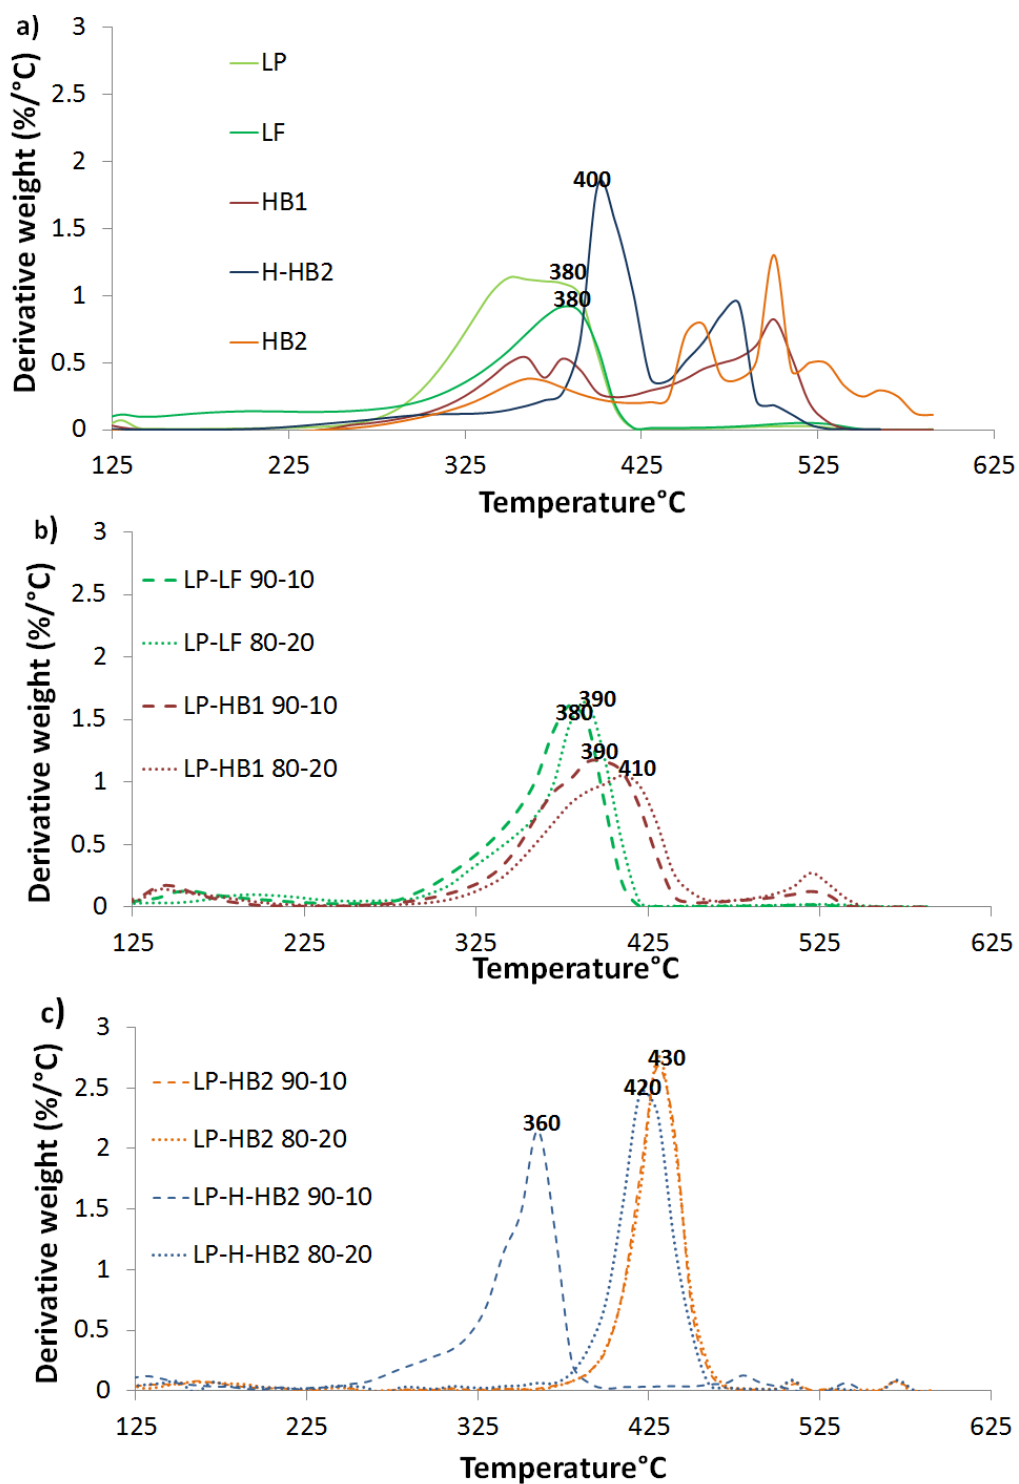 a)
Derivative weight (%/°C)
3
2.5
2
1.5
1
0.5
0
LP
LF
HB1
H-HB2
HB2
400
380
380
125 225 325 425 525 625
Temperature°C
b)
Derivative weight (%/°C)
3
2.5
2
1.5
1
0.5
0
LP-LF 90-10
LP-LF 80-20
LP-HB1 90-10
LP-HB1 80-20
390
380
390
410
125 225 325 425 525 625
Temperature°C
c)
Derivative weight (%/°C)
3
2.5
2
1.5
1
0.5
0
LP-HB2 90-10
LP-HB2 80-20
LP-H-HB2 90-10
LP-H-HB2 80-20
430
420
360
125 225 325 425 525 625
Temperature°C